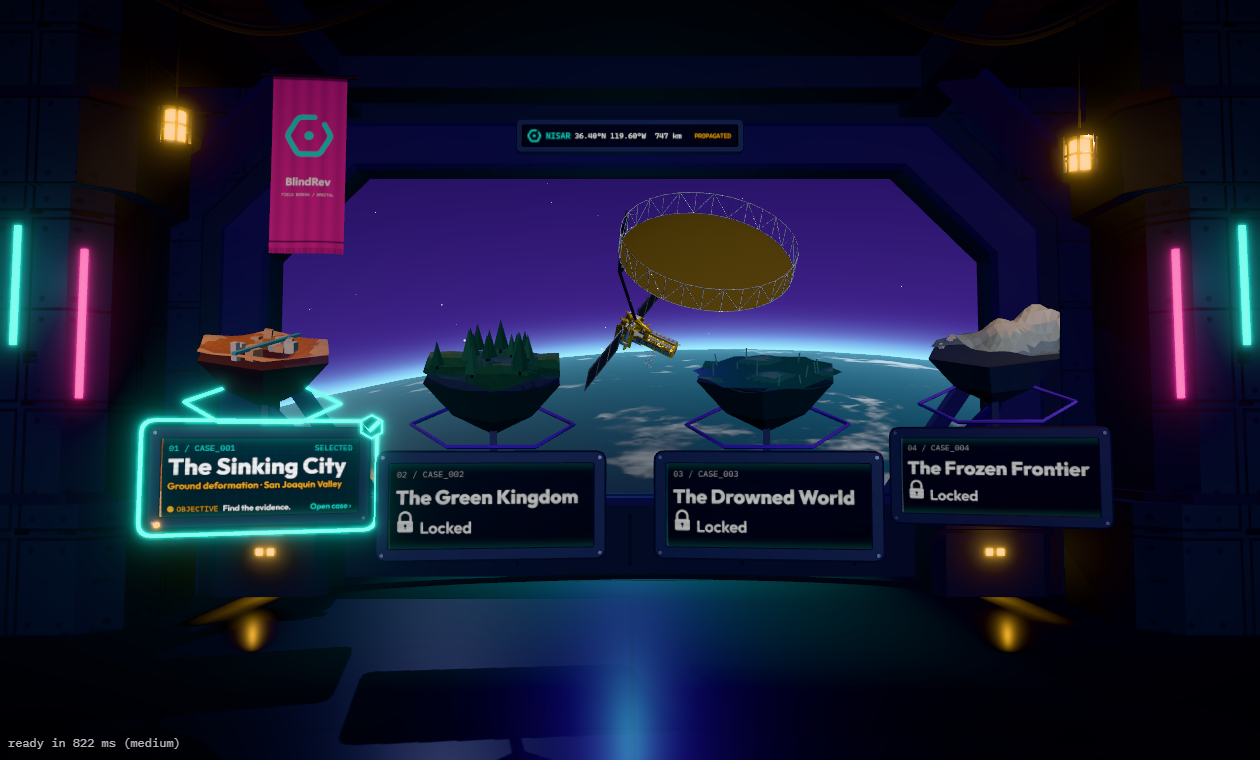 NISAR 36.40°N 119.60°W 747 km PROPAGATED
BlindRev
01 / CASE_001 SELECTED
The Sinking City
Ground deformation · San Joaquin Valley
OBJECTIVE Find the evidence. Open case ›
02 / CASE_002
The Green Kingdom
Locked
03 / CASE_003
The Drowned World
Locked
04 / CASE_004
The Frozen Frontier
Locked
ready in 822 ms (medium)